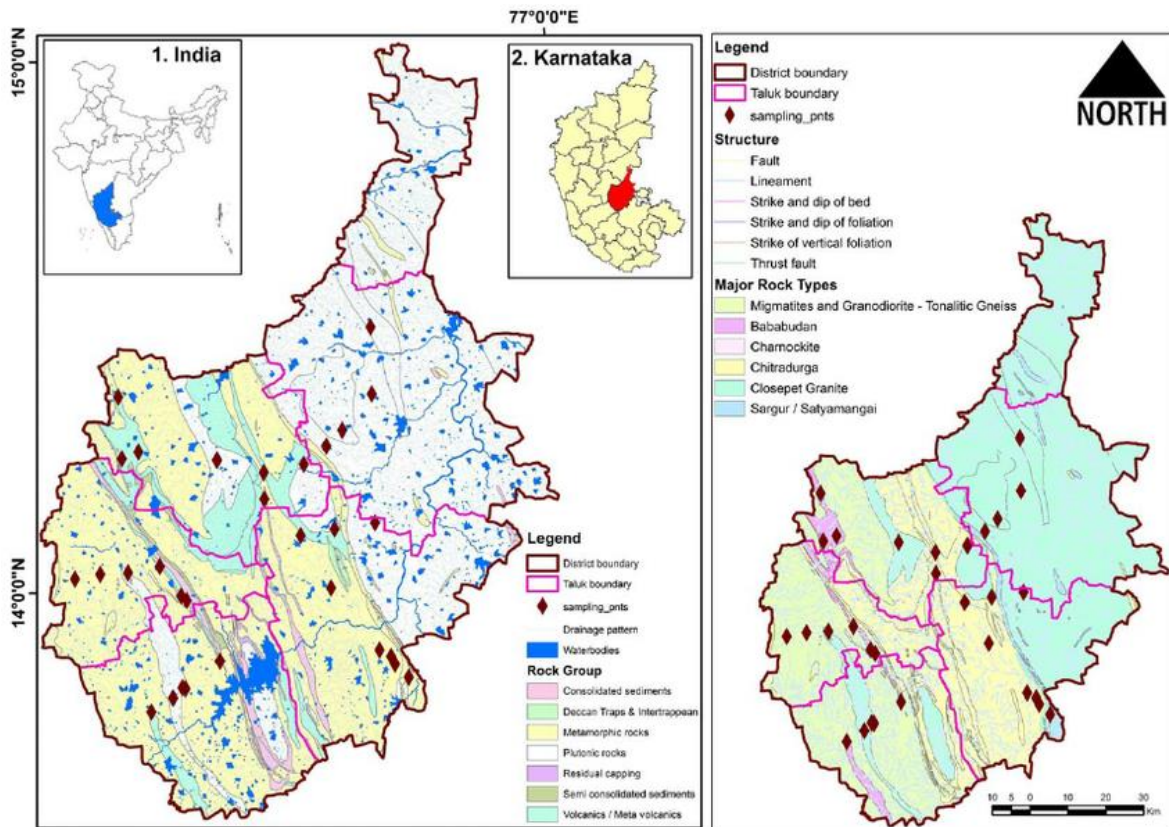 77°0'0"E
15°0'0"N
14°0'0"N
1. India
2. Karnataka
Legend
District boundary
Taluk boundary
sampling_pnts
Drainage pattern
Waterbodies
Rock Group
Consolidated sediments
Deccan Traps & Intertrappean
Metamorphic rocks
Plutonic rocks
Residual capping
Semi consolidated sediments
Volcanics / Meta volcanics
Legend
District boundary
Taluk boundary
sampling_pnts
Structure
Fault
Lineament
Strike and dip of bed
Strike and dip of foliation
Strike of vertical foliation
Thrust fault
Major Rock Types
Migmatites and Granodiorite - Tonalitic Gneiss
Bababudan
Charnockite
Chitradurga
Closepet Granite
Sargur / Satyamangai
NORTH
10 5 0 10 20 30
Km